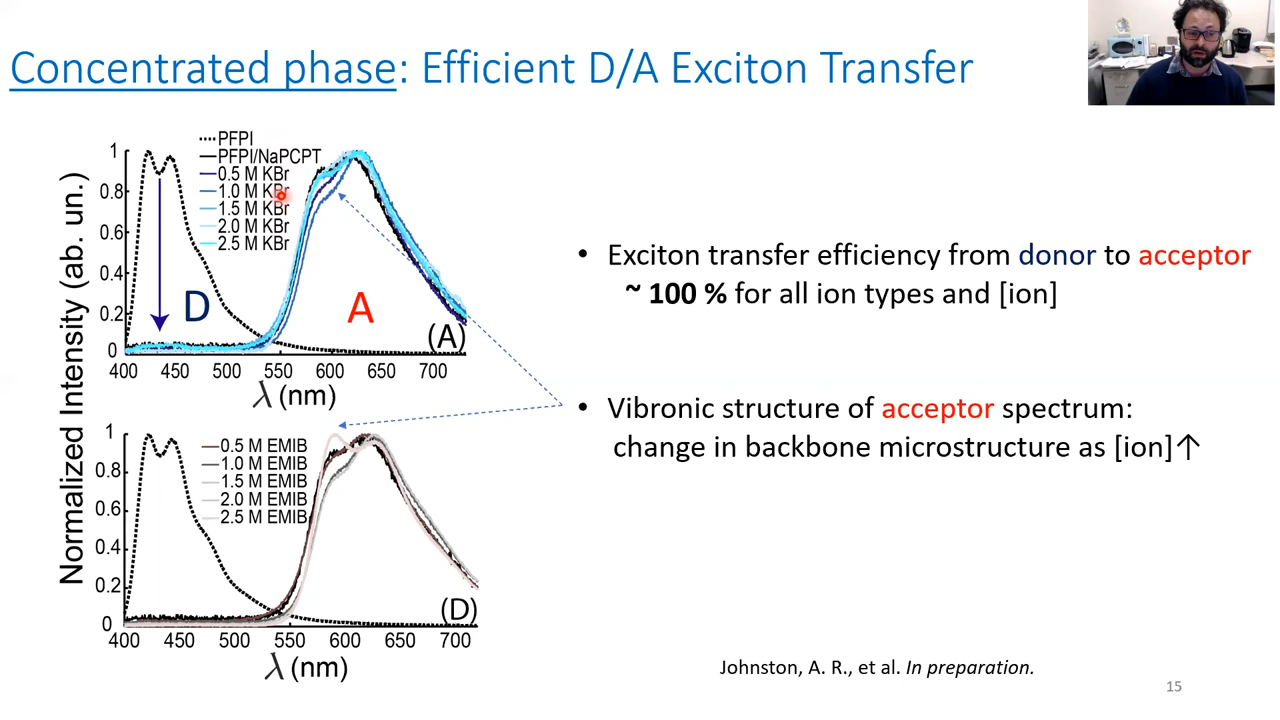 Concentrated phase: Efficient D/A Exciton Transfer
PFPI
PFPI/NaPCPT
0.5 M KBr
1.0 M KBr
1.5 M KBr
2.0 M KBr
2.5 M KBr
1
0.8
0.6
0.4
0.2
0
D
A
(A)
400 450 500 550 600 650 700
λ (nm)
Normalized Intensity (ab. un.)
0.5 M EMIB
1.0 M EMIB
1.5 M EMIB
2.0 M EMIB
2.5 M EMIB
1
0.8
0.6
0.4
0.2
0
(D)
400 450 500 550 600 650 700
λ (nm)
• Exciton transfer efficiency from donor to acceptor
~ 100 % for all ion types and [ion]
• Vibronic structure of acceptor spectrum:
change in backbone microstructure as [ion]↑
Johnston, A. R., et al. In preparation.
15